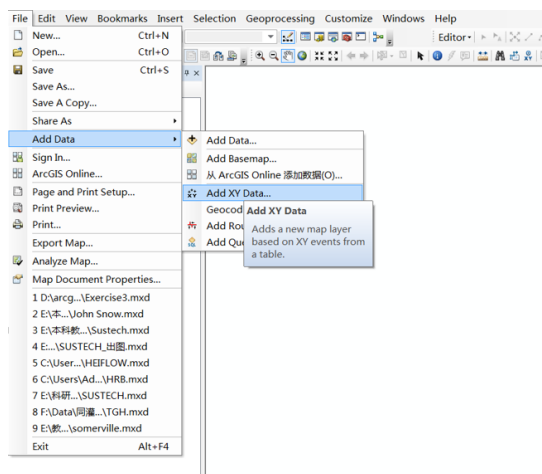 File Edit View Bookmarks Insert Selection Geoprocessing Customize Windows Help
New... Ctrl+N
Editor
Open... Ctrl+O
Save Ctrl+S
Save As...
Save A Copy...
Share As
Add Data
Add Data...
Sign In...
Add Basemap...
ArcGIS Online...
从 ArcGIS Online 添加数据(O)...
Page and Print Setup...
Add XY Data...
Print Preview...
Geocod
Add XY Data
Print...
Add Rou
Adds a new map layer
Export Map...
Add Que
based on XY events from
a table.
Analyze Map...
Map Document Properties...
1 D:\arcg...\Exercise3.mxd
2 E:\本...\John Snow.mxd
3 E:\本科教...\Sustech.mxd
4 E:...\SUSTECH_出图.mxd
5 C:\User...\HEIFLOW.mxd
6 C:\Users\Ad...\HRB.mxd
7 E:\科研...\SUSTECH.mxd
8 F:\Data\同灌...\TGH.mxd
9 E:\教...\somerville.mxd
Exit Alt+F4